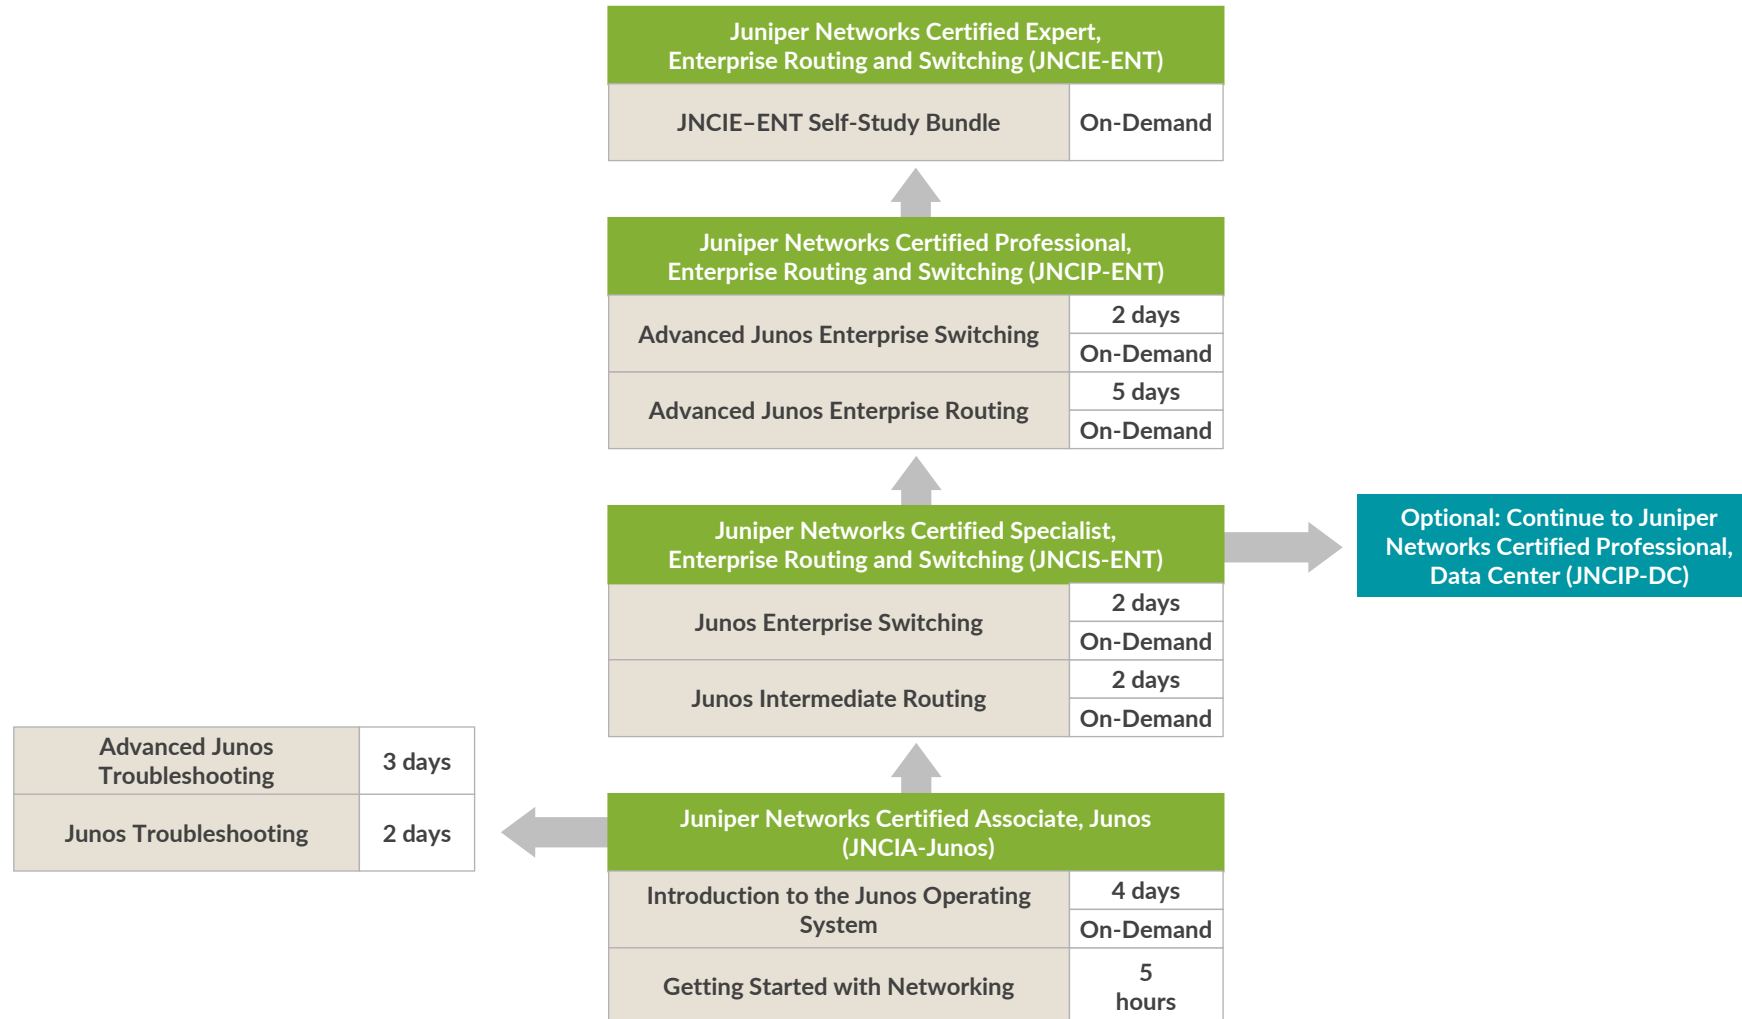 Juniper Networks Certified Expert,
Enterprise Routing and Switching (JNCIE-ENT)
JNCIE–ENT Self-Study Bundle
On-Demand
Juniper Networks Certified Professional,
Enterprise Routing and Switching (JNCIP-ENT)
Advanced Junos Enterprise Switching
2 days
On-Demand
Advanced Junos Enterprise Routing
5 days
On-Demand
Juniper Networks Certified Specialist,
Enterprise Routing and Switching (JNCIS-ENT)
Optional: Continue to Juniper
Networks Certified Professional,
Data Center (JNCIP-DC)
Junos Enterprise Switching
2 days
On-Demand
Junos Intermediate Routing
2 days
On-Demand
Advanced Junos
Troubleshooting
3 days
Junos Troubleshooting
2 days
Juniper Networks Certified Associate, Junos
(JNCIA-Junos)
Introduction to the Junos Operating
System
4 days
On-Demand
Getting Started with Networking
5
hours